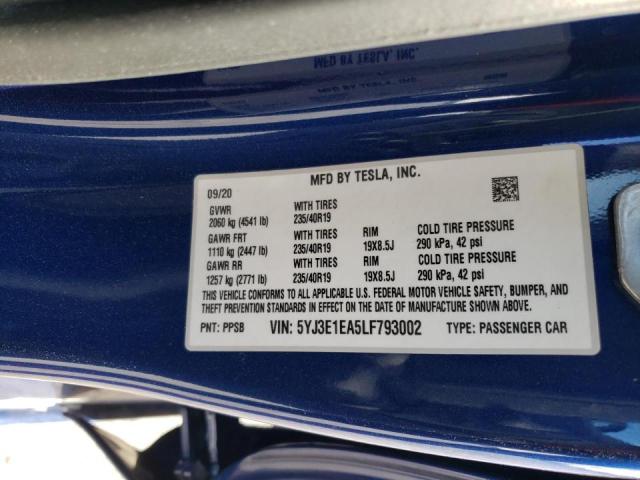 MFD BY TESLA, INC.
09/20
GVWR WITH TIRES
2060 kg (4541 lb) 235/40R19
GAWR FRT WITH TIRES RIM COLD TIRE PRESSURE
1110 kg (2447 lb) 235/40R19 19X8.5J 290 kPa, 42 psi
GAWR RR WITH TIRES RIM COLD TIRE PRESSURE
1257 kg (2771 lb) 235/40R19 19X8.5J 290 kPa, 42 psi
THIS VEHICLE CONFORMS TO ALL APPLICABLE U.S. FEDERAL MOTOR VEHICLE SAFETY, BUMPER, AND
THEFT PREVENTION STANDARDS IN EFFECT ON THE DATE OF MANUFACTURE SHOWN ABOVE.
PNT: PPSB VIN: 5YJ3E1EA5LF793002 TYPE: PASSENGER CAR